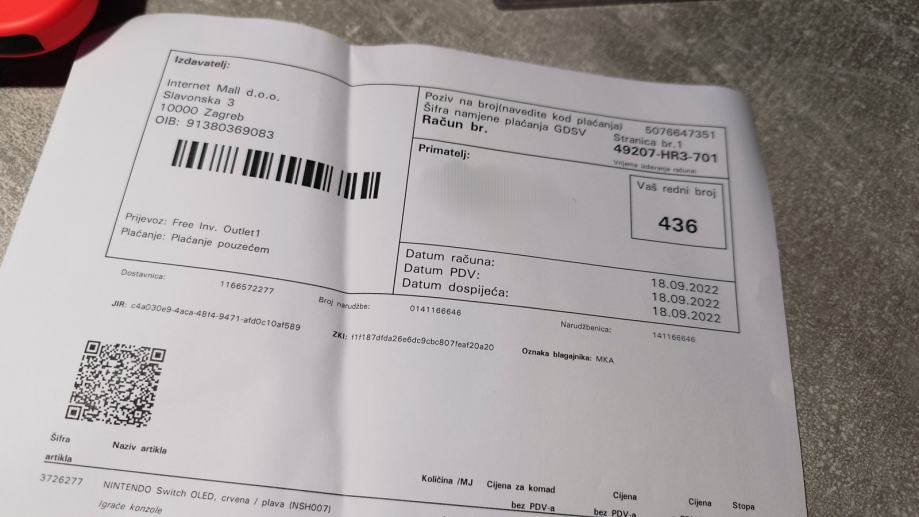 Izdavatelj:
Internet Mall d.o.o.
Slavonska 3
10000 Zagreb
OIB: 91380369083
Prijevoz: Free Inv. Outlet1
Plaćanje: Plaćanje pouzećem
Poziv na broj(navedite kod plaćanja) 5076647351
Šifra namjene plaćanja GDSV Stranica br.1
Račun br. 49207-HR3-701
Vrijeme izdavanja računa:
Primatelj:
Vaš redni broj
436
Datum računa: 18.09.2022
Datum PDV: 18.09.2022
Datum dospijeća: 18.09.2022
Dostavnica: 1166572277 Broj narudžbe: 0141166646 Narudžbenica: 141166646
JIR: c4a030e9-4aca-48f4-9471-afd0c10af589 ZKI: f1f187dfda26e6dc9cbc807feaf20a20 Oznaka blagajnika: MKA
Šifra artikla Naziv artikla Količina /MJ Cijena za komad bez PDV-a Cijena bez PDV-a Cijena Stopa
3726277 NINTENDO Switch OLED, crvena / plava (NSH007)
Igraće konzole